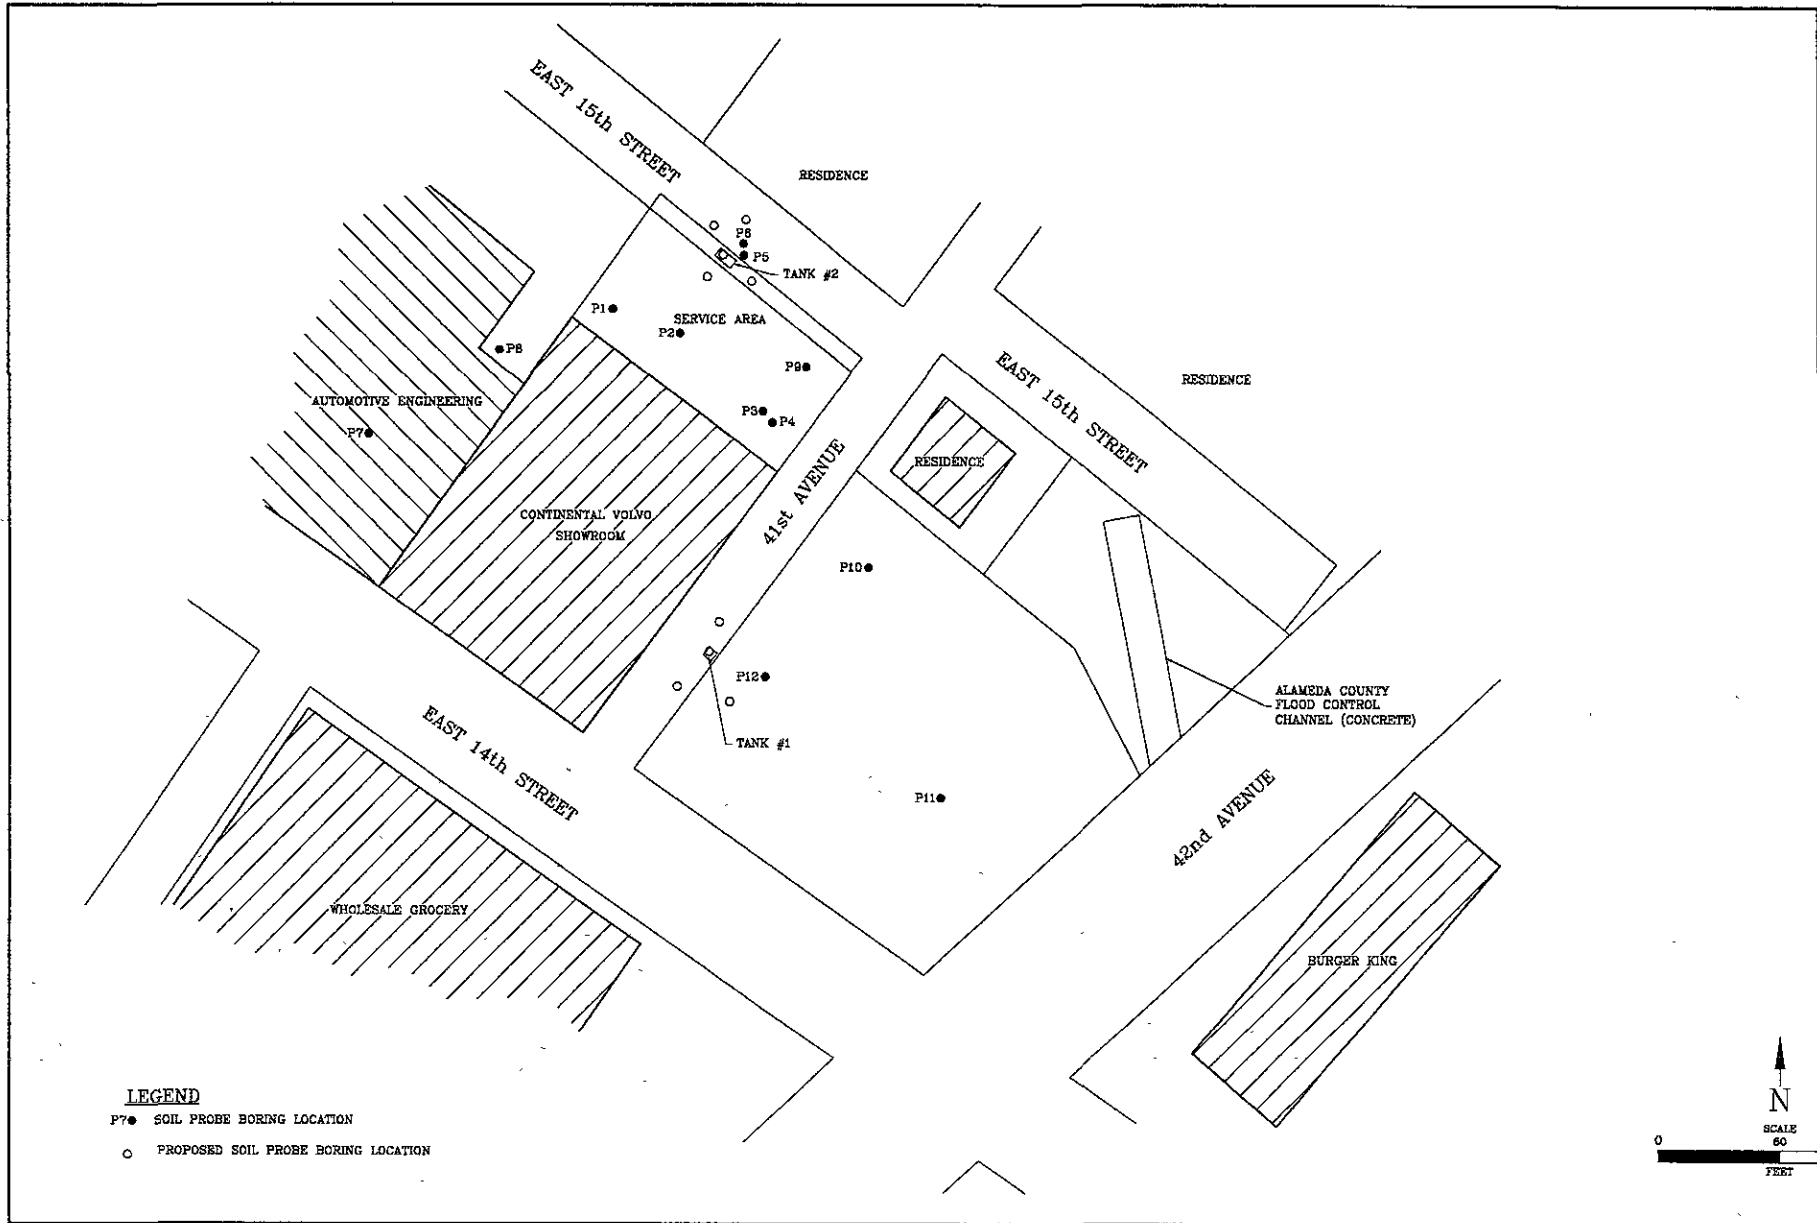 EAST 15th STREET
RESIDENCE
P6
P5
TANK #2
P1
SERVICE AREA
P2
P8
P9
EAST 15th STREET
RESIDENCE
AUTOMOTIVE ENGINEERING
P3
P4
P7
41st AVENUE
RESIDENCE
CONTINENTAL VOLVO
SHOWROOM
P10
P12
ALAMEDA COUNTY
FLOOD CONTROL
CHANNEL (CONCRETE)
EAST 14th STREET
TANK #1
P11
42nd AVENUE
WHOLESALE GROCERY
BURGER KING
LEGEND
P7 SOIL PROBE BORING LOCATION
PROPOSED SOIL PROBE BORING LOCATION
N
SCALE
0 60
FEET